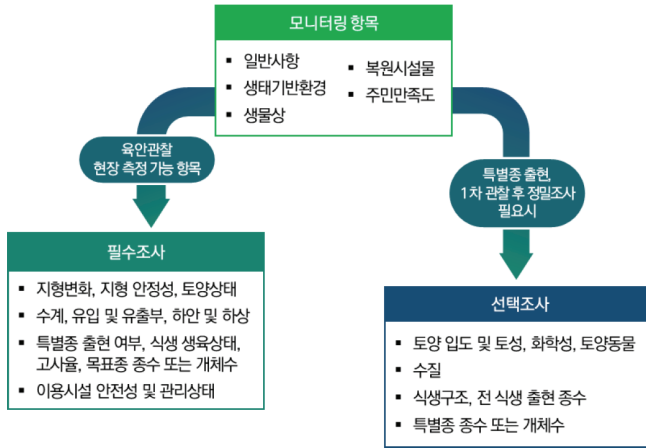 모니터링 항목
▪ 일반사항
▪ 생태기반환경
▪ 생물상
▪ 복원시설물
▪ 주민만족도
육안관찰
현장 측정 가능 항목
특별종 출현,
1차 관찰 후 정밀조사
필요시
필수조사
▪ 지형변화, 지형 안정성, 토양상태
▪ 수계, 유입 및 유출부, 하안 및 하상
▪ 특별종 출현 여부, 식생 생육상태,
고사율, 목표종 종수 또는 개체수
▪ 이용시설 안전성 및 관리상태
선택조사
▪ 토양 입도 및 토성, 화학성, 토양동물
▪ 수질
▪ 식생구조, 전 식생 출현 종수
▪ 특별종 종수 또는 개체수